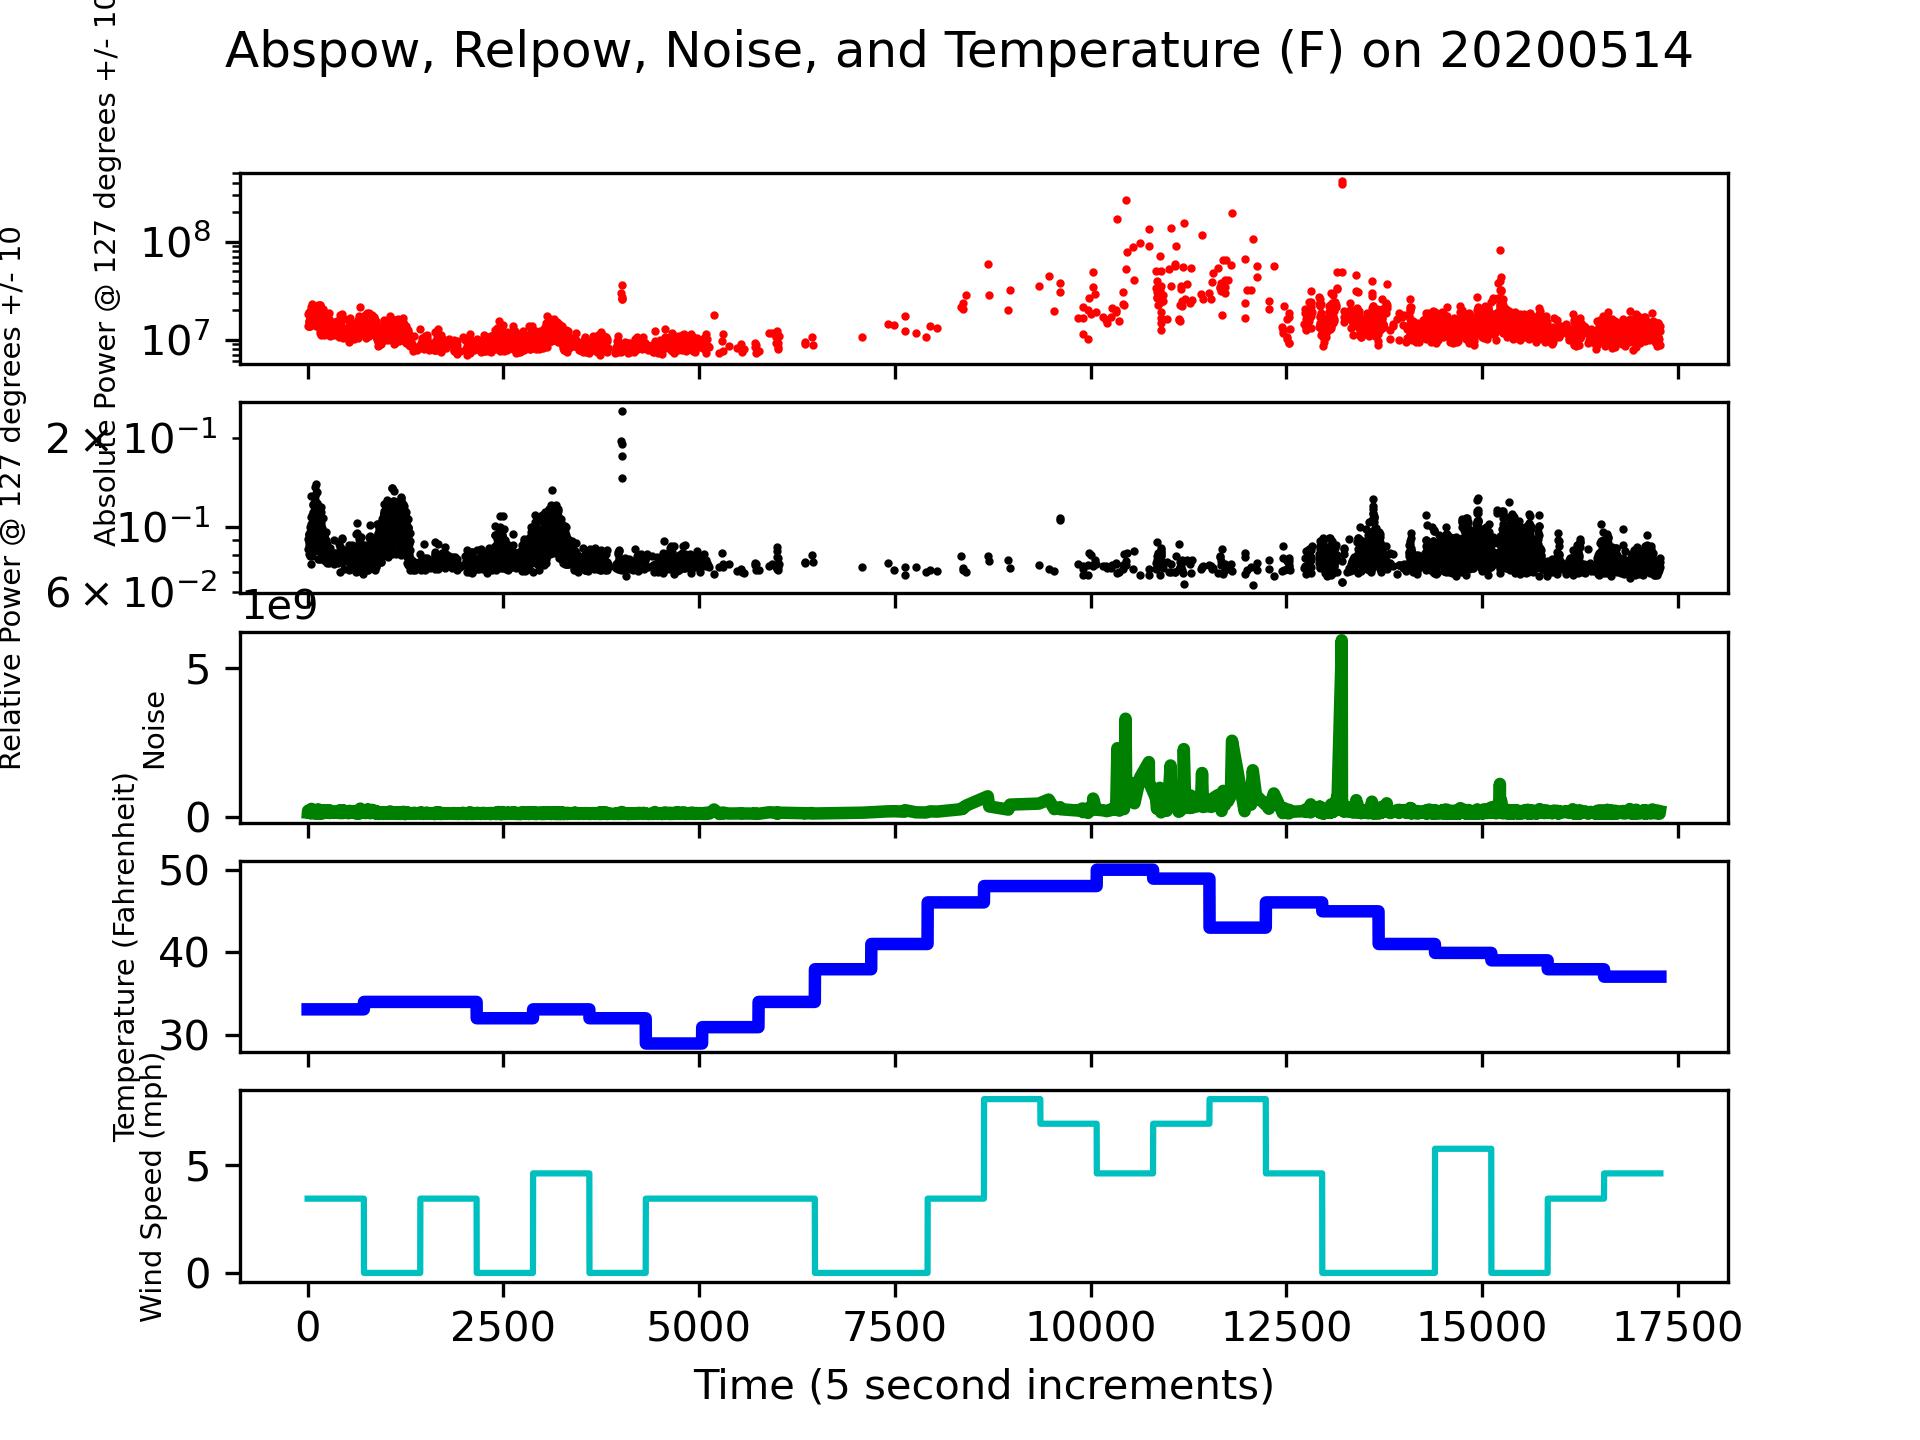 Abspow, Relpow, Noise, and Temperature (F) on 20200514
Absolute Power @ 127 degrees +/- 10
10⁸
10⁷
Relative Power @ 127 degrees +/- 10
2 × 10⁻¹
10⁻¹
6 × 10⁻²
1e9
Noise
5
0
Temperature (Fahrenheit)
50
40
30
Wind Speed (mph)
5
0
0 2500 5000 7500 10000 12500 15000 17500
Time (5 second increments)